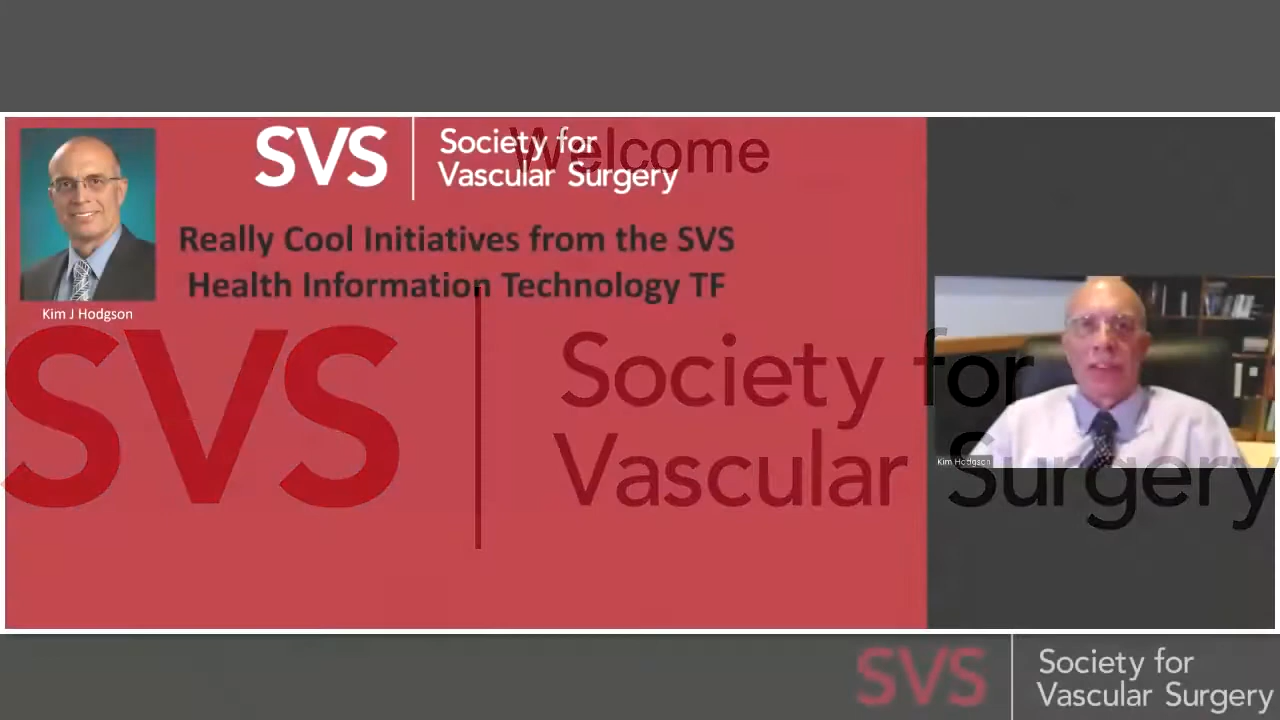 Welcome
SVS
Society for
Vascular Surgery
Really Cool Initiatives from the SVS
Health Information Technology TF
Kim J Hodgson
SVS
Society for
Vascular Surgery
Kim Hodgson
SVS
Society for
Vascular Surgery